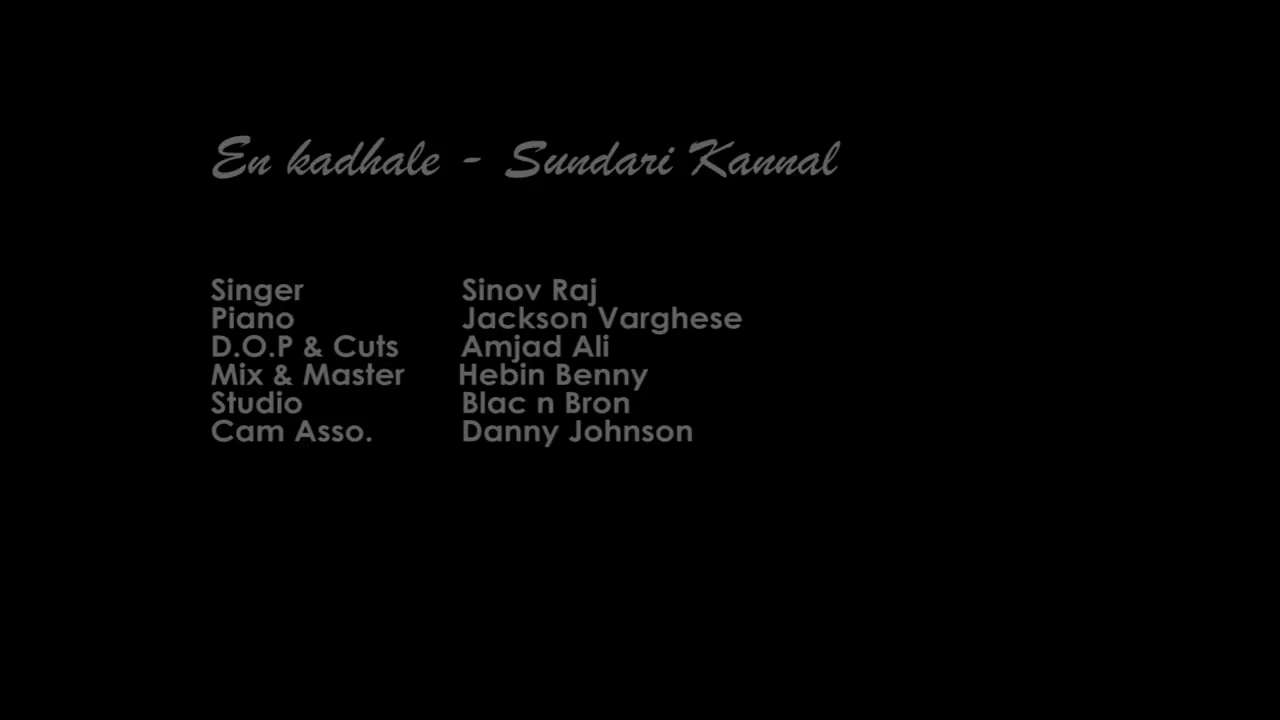 En kadhale - Sundari Kannal
Singer Sinov Raj
Piano Jackson Varghese
D.O.P & Cuts Amjad Ali
Mix & Master Hebin Benny
Studio Blac n Bron
Cam Asso. Danny Johnson